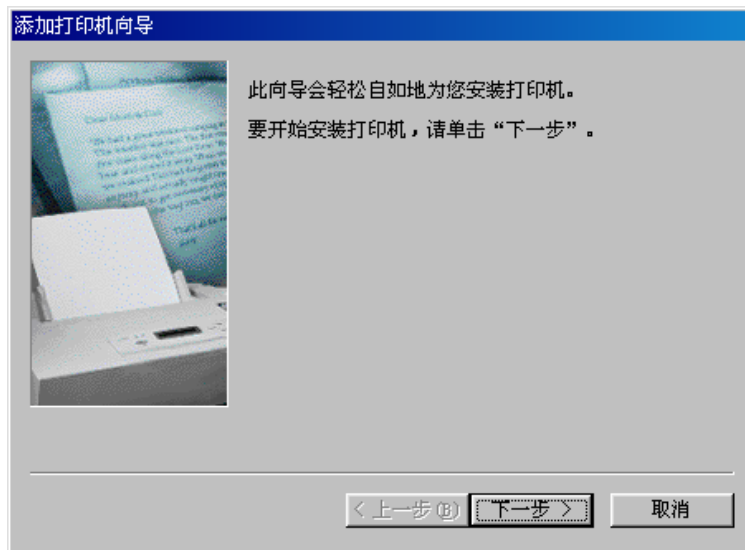 添加打印机向导
此向导会轻松自如地为您安装打印机。
要开始安装打印机，请单击“下一步”。
< 上一步(B)
下一步 >
取消